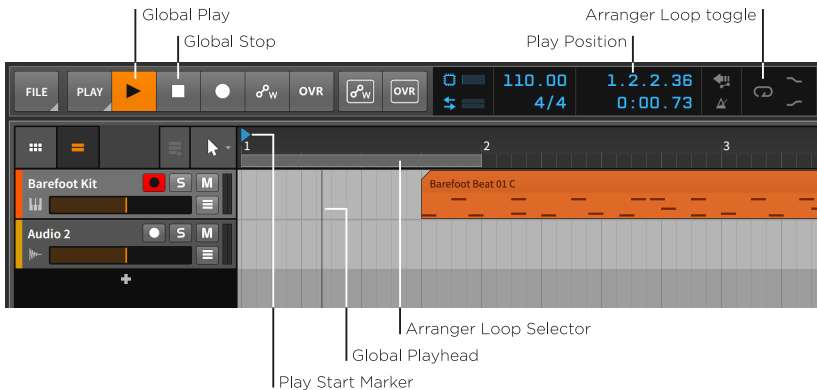 Global Play
Arranger Loop toggle
Global Stop
Play Position
FILE
PLAY
W
OVR
W
OVR
110.00
1.2.2.36
4/4
0:00.73
1
2
3
Barefoot Kit
S
M
Barefoot Beat 01 C
Audio 2
S
M
Arranger Loop Selector
Global Playhead
Play Start Marker